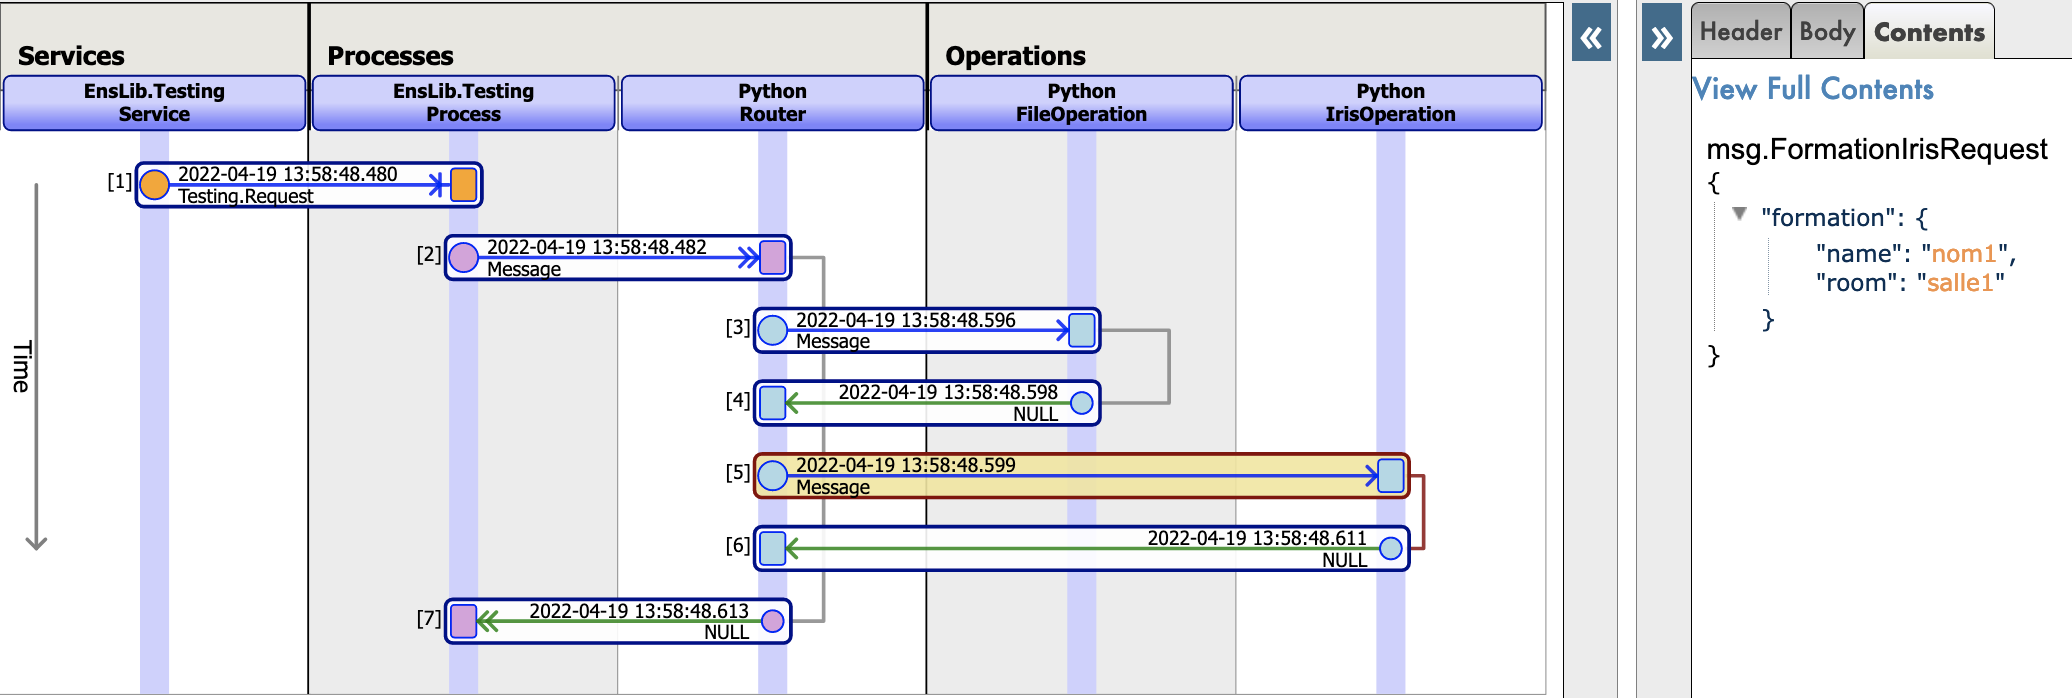 Services
Processes
Operations
EnsLib.Testing
Service
EnsLib.Testing
Process
Python
Router
Python
FileOperation
Python
IrisOperation
Time
[1]
2022-04-19 13:58:48.480
Testing.Request
[2]
2022-04-19 13:58:48.482
Message
[3]
2022-04-19 13:58:48.596
Message
[4]
2022-04-19 13:58:48.598
NULL
[5]
2022-04-19 13:58:48.599
Message
[6]
2022-04-19 13:58:48.611
NULL
[7]
2022-04-19 13:58:48.613
NULL
«
»
Header
Body
Contents
View Full Contents
msg.FormationIrisRequest
{
"formation": {
"name": "nom1",
"room": "salle1"
}
}